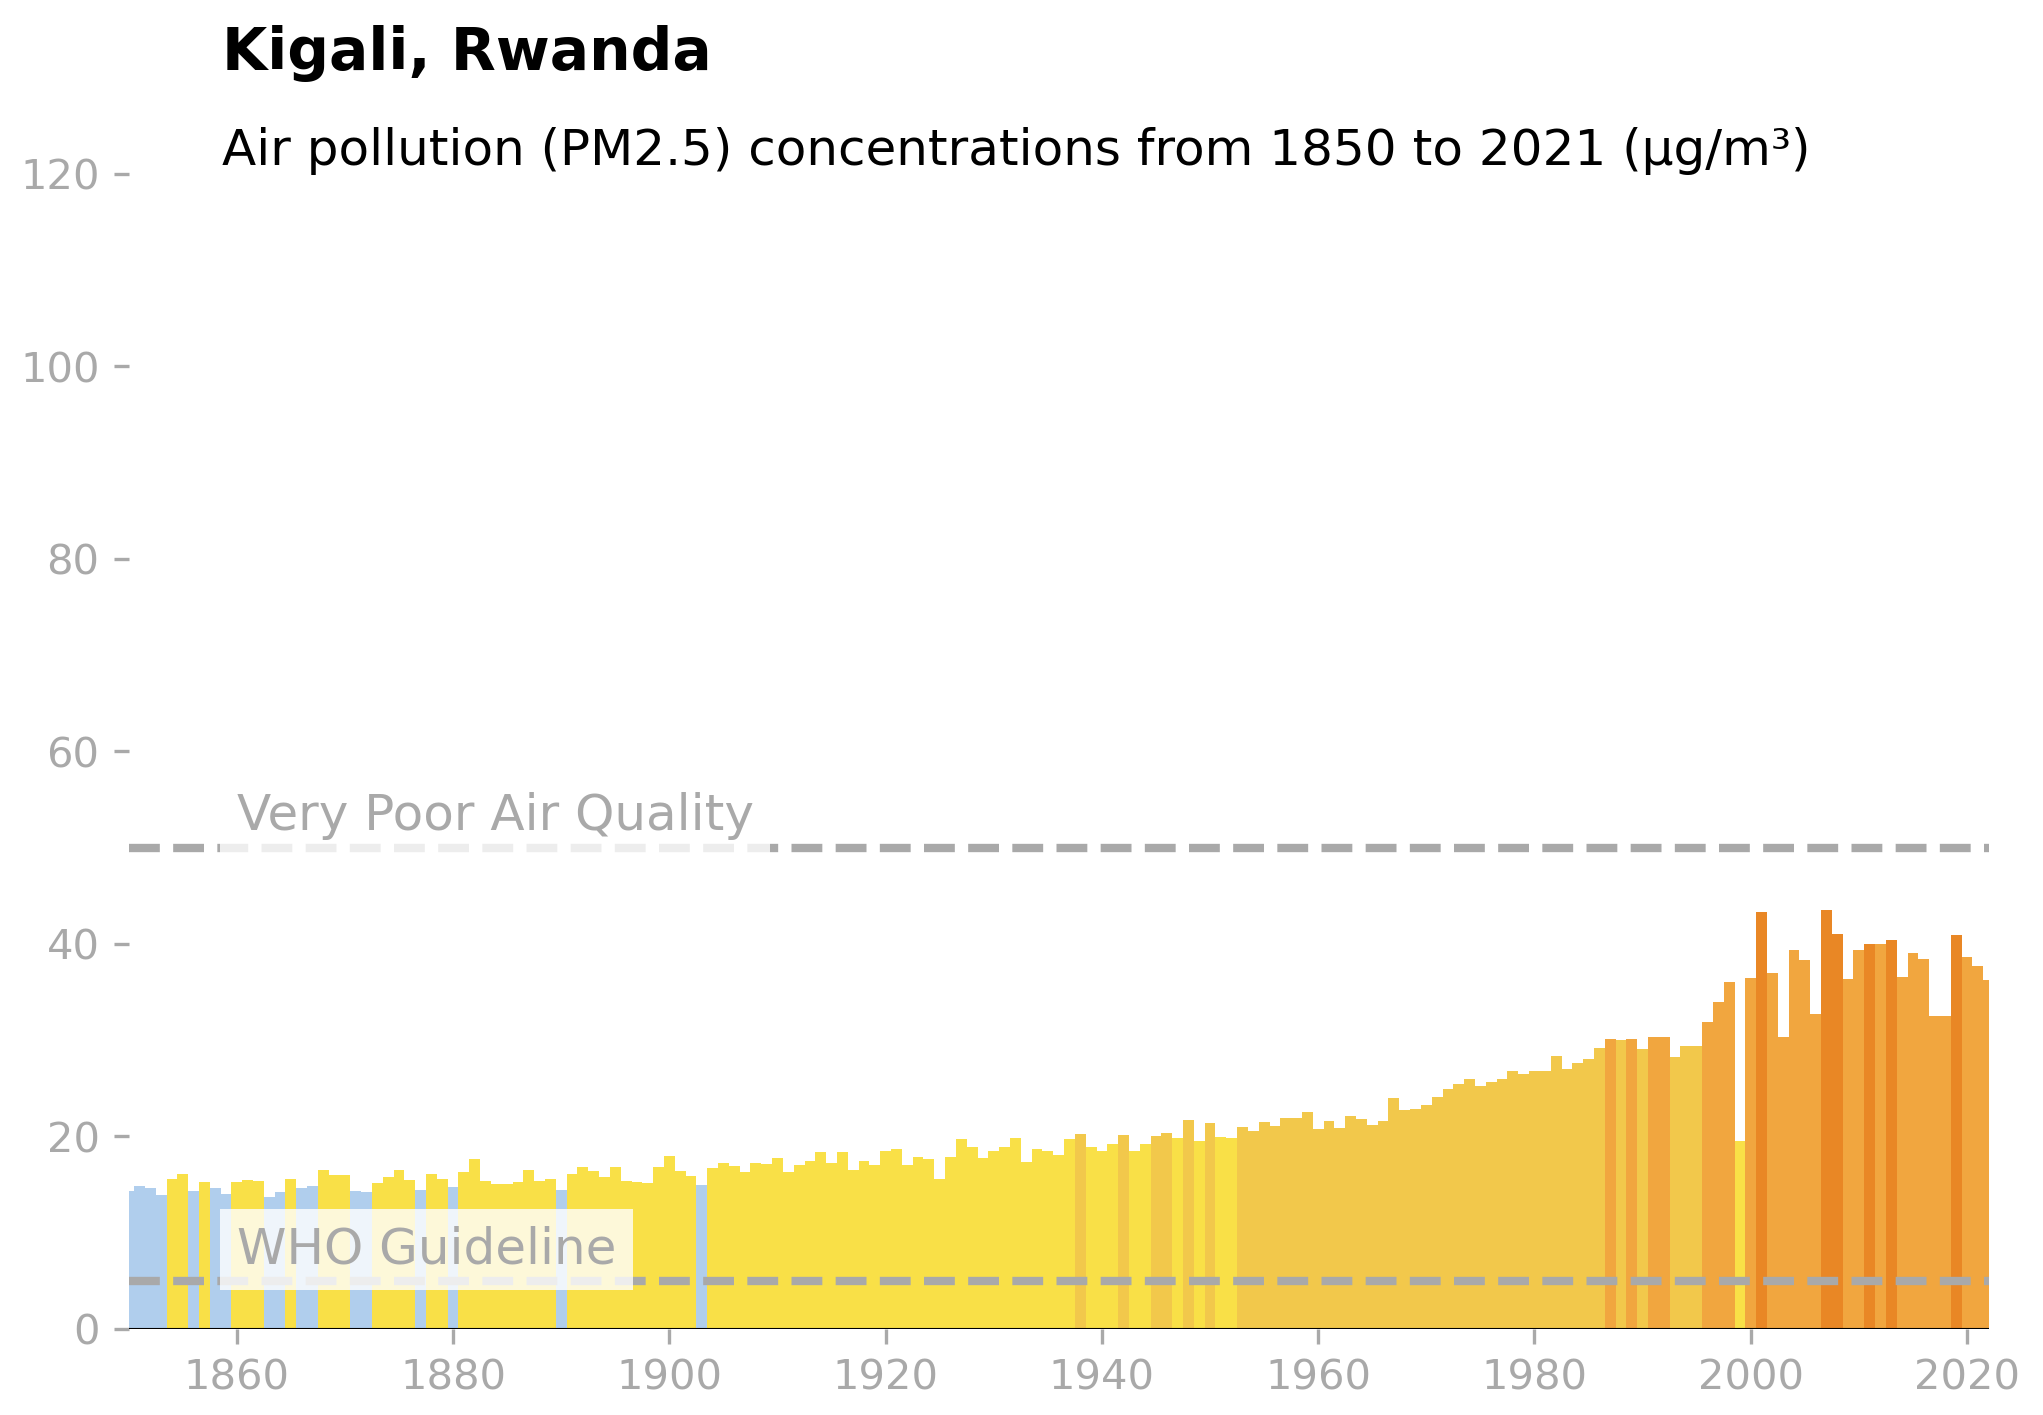 Kigali, Rwanda
Air pollution (PM2.5) concentrations from 1850 to 2021 (µg/m³)
120
100
80
60
Very Poor Air Quality
40
20
WHO Guideline
0
1860 1880 1900 1920 1940 1960 1980 2000 2020